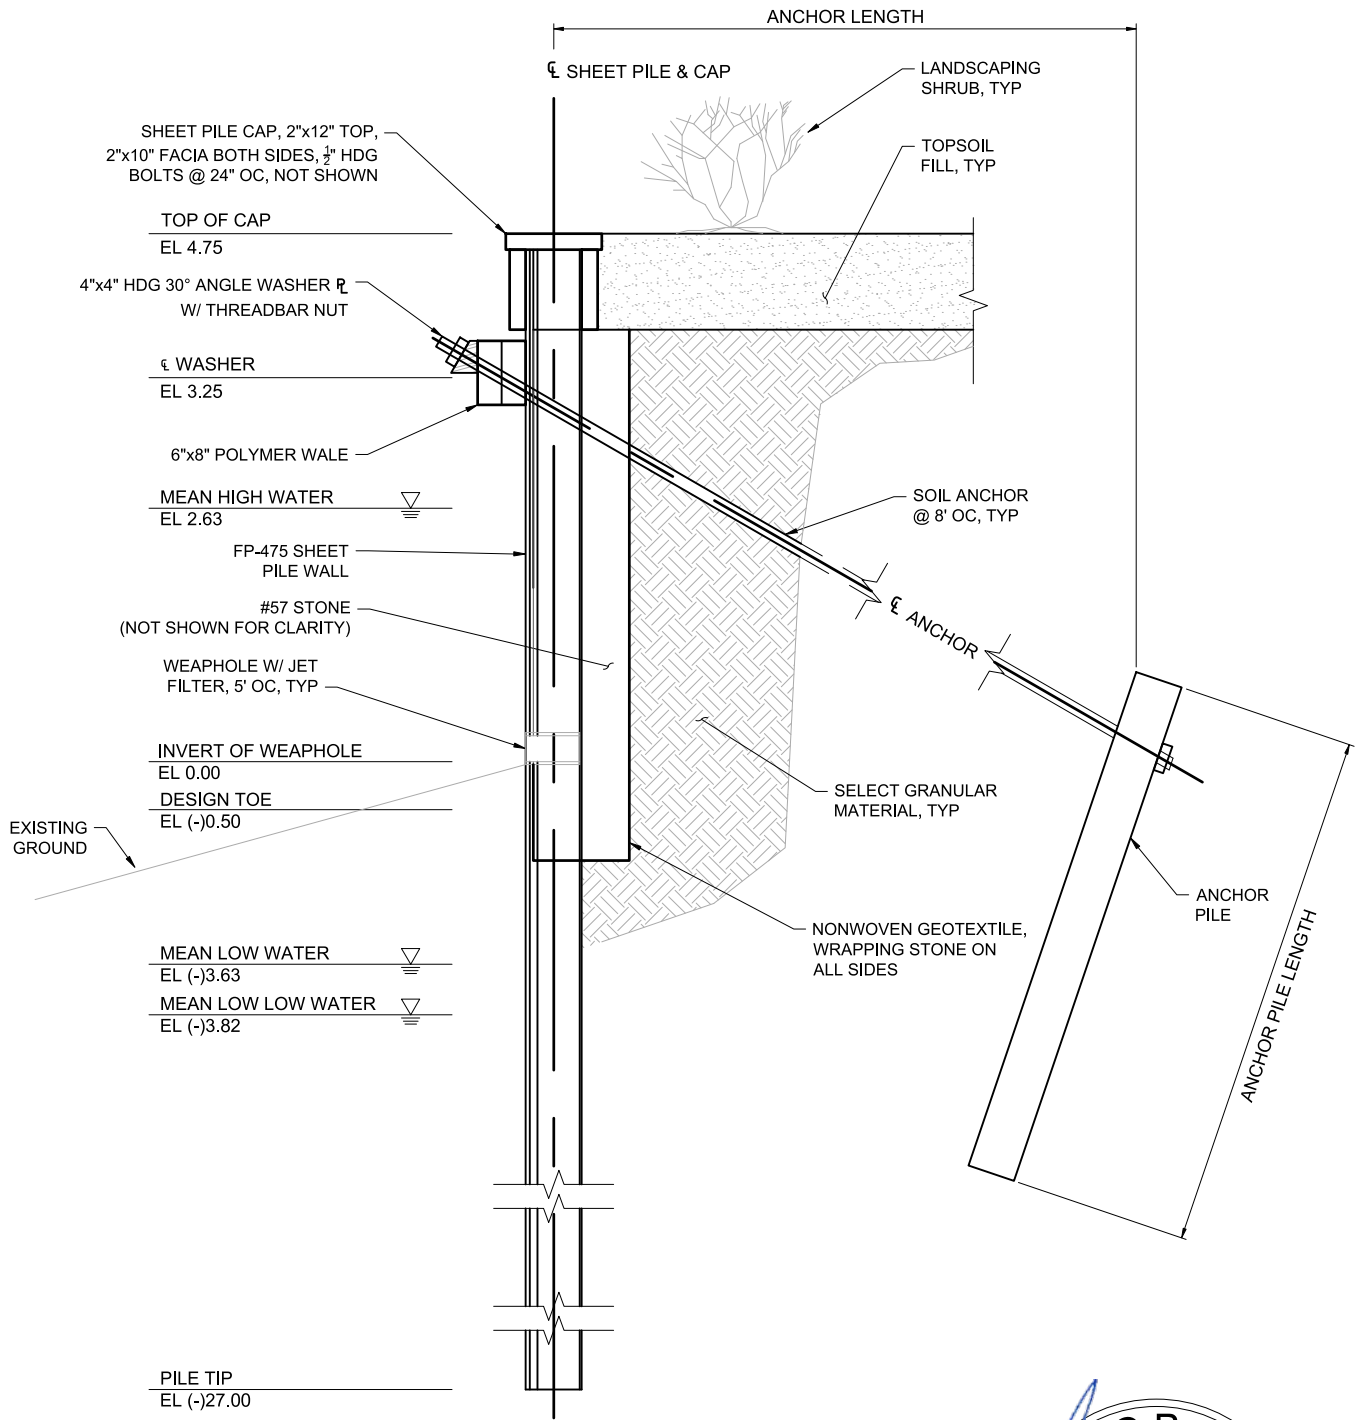 ANCHOR LENGTH
℄ SHEET PILE & CAP
LANDSCAPING
SHRUB, TYP
SHEET PILE CAP, 2"x12" TOP,
2"x10" FACIA BOTH SIDES, ½" HDG
BOLTS @ 24" OC, NOT SHOWN
TOPSOIL
FILL, TYP
TOP OF CAP
EL 4.75
4"x4" HDG 30° ANGLE WASHER PL
W/ THREADBAR NUT
℄ WASHER
EL 3.25
6"x8" POLYMER WALE
MEAN HIGH WATER
EL 2.63
SOIL ANCHOR
@ 8' OC, TYP
FP-475 SHEET
PILE WALL
#57 STONE
(NOT SHOWN FOR CLARITY)
℄ ANCHOR
WEAPHOLE W/ JET
FILTER, 5' OC, TYP
INVERT OF WEAPHOLE
EL 0.00
DESIGN TOE
EL (-)0.50
SELECT GRANULAR
MATERIAL, TYP
EXISTING
GROUND
ANCHOR
PILE
NONWOVEN GEOTEXTILE,
WRAPPING STONE ON
ALL SIDES
ANCHOR PILE LENGTH
MEAN LOW WATER
EL (-)3.63
MEAN LOW LOW WATER
EL (-)3.82
PILE TIP
EL (-)27.00